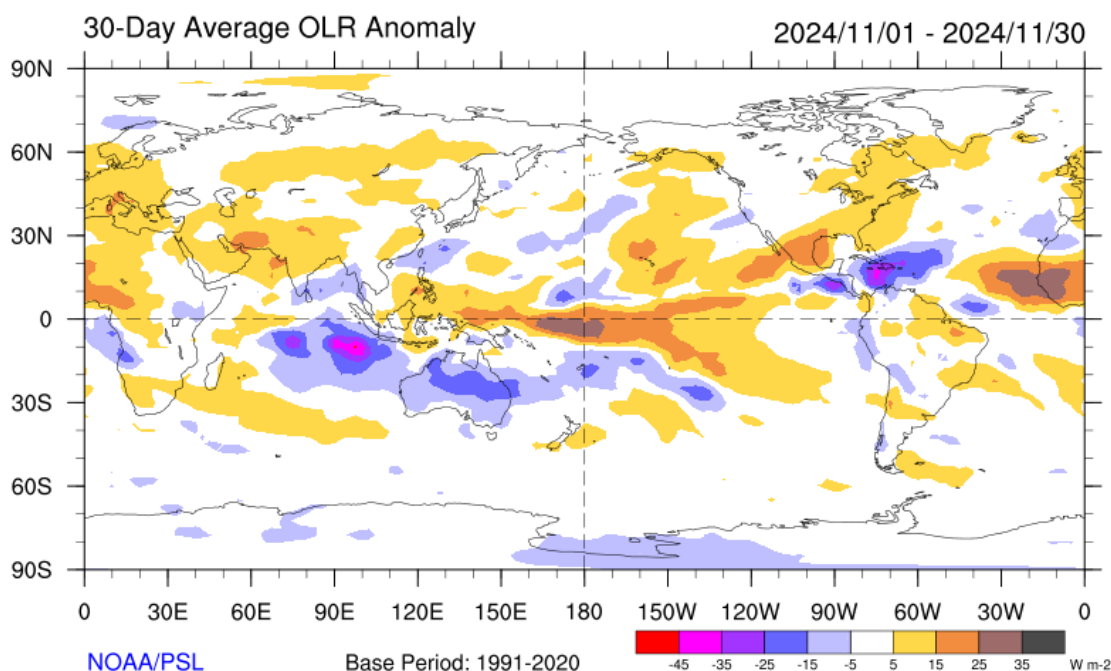 30-Day Average OLR Anomaly 2024/11/01 - 2024/11/30
90N
60N
30N
0
30S
60S
90S
0 30E 60E 90E 120E 150E 180 150W 120W 90W 60W 30W 0
-45 -35 -25 -15 -5 5 15 25 35 W m-2
NOAA/PSL Base Period: 1991-2020